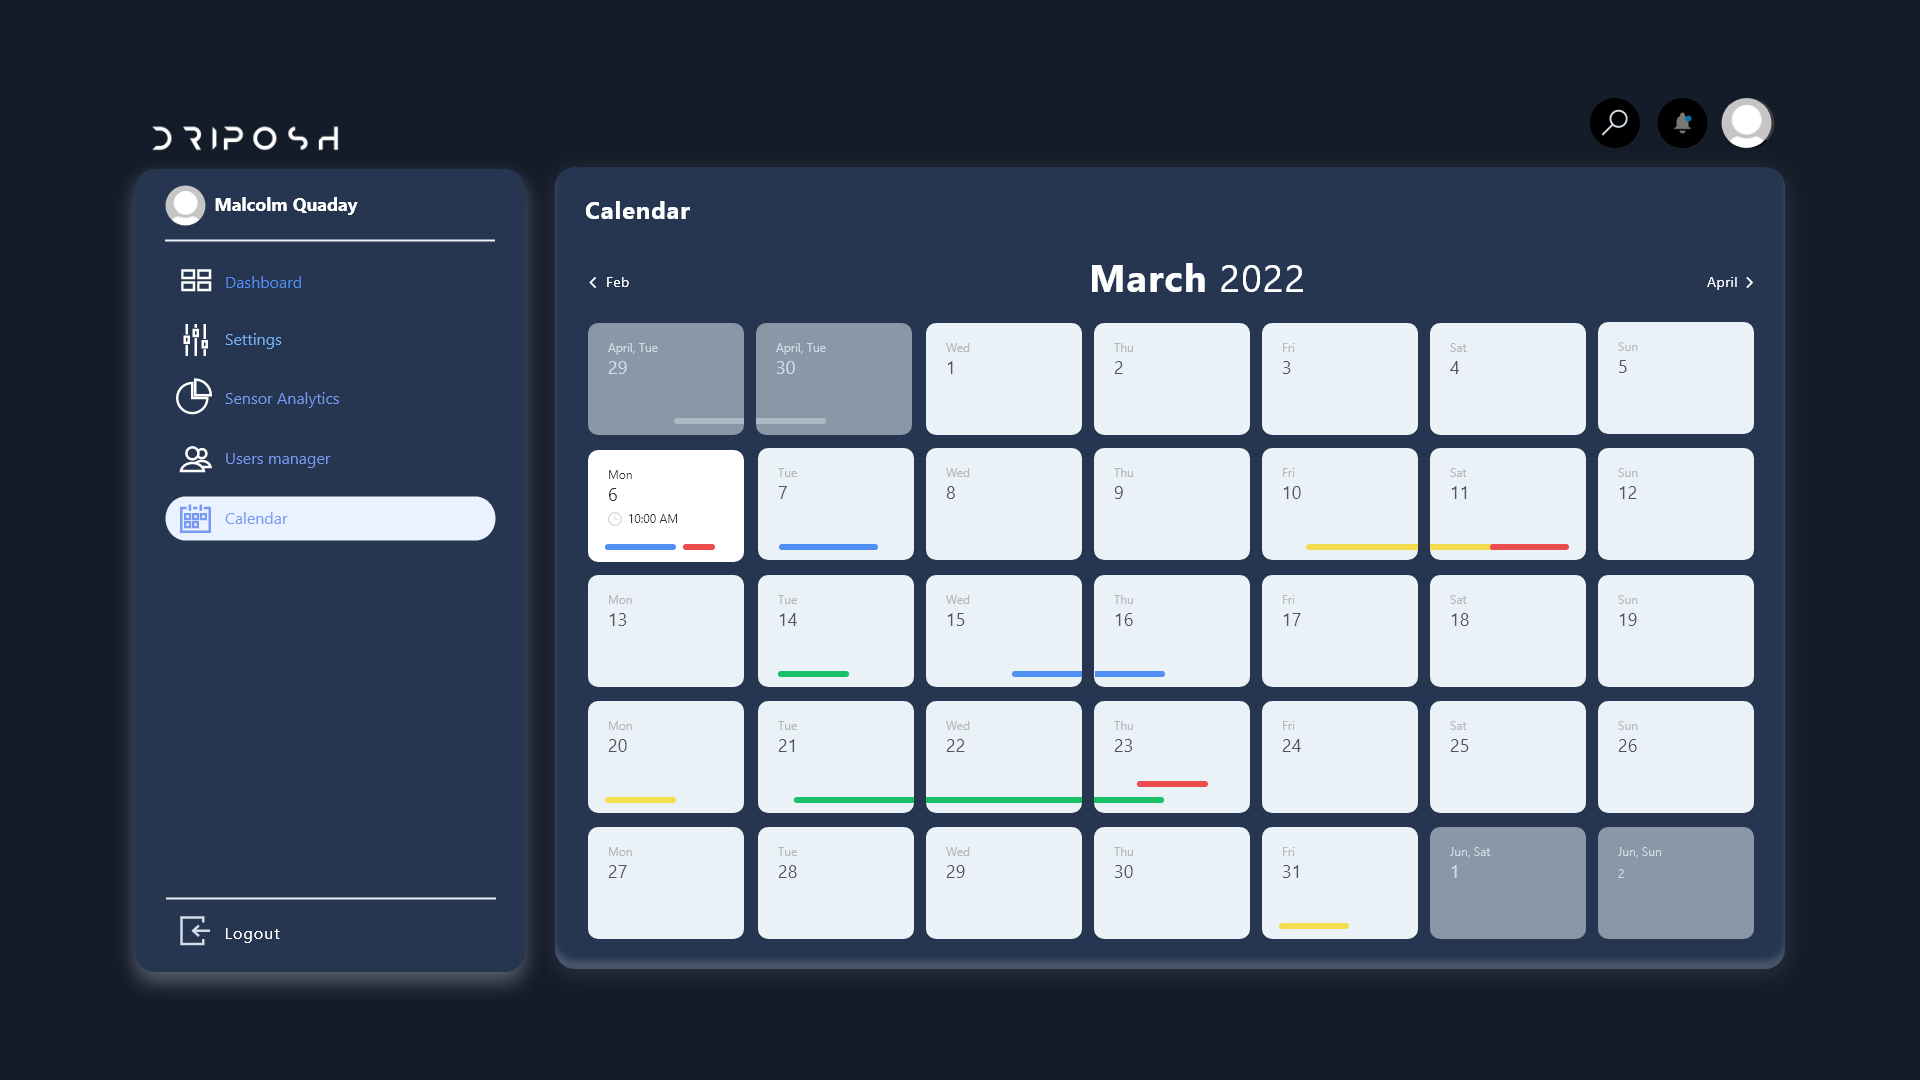 DRIPOSH
Malcolm Quaday
Dashboard
Settings
Sensor Analytics
Users manager
Calendar
Logout
Calendar
Feb
March 2022
April
April, Tue
29
April, Tue
30
Wed
1
Thu
2
Fri
3
Sat
4
Sun
5
Mon
6
10:00 AM
Tue
7
Wed
8
Thu
9
Fri
10
Sat
11
Sun
12
Mon
13
Tue
14
Wed
15
Thu
16
Fri
17
Sat
18
Sun
19
Mon
20
Tue
21
Wed
22
Thu
23
Fri
24
Sat
25
Sun
26
Mon
27
Tue
28
Wed
29
Thu
30
Fri
31
Jun, Sat
1
Jun, Sun
2